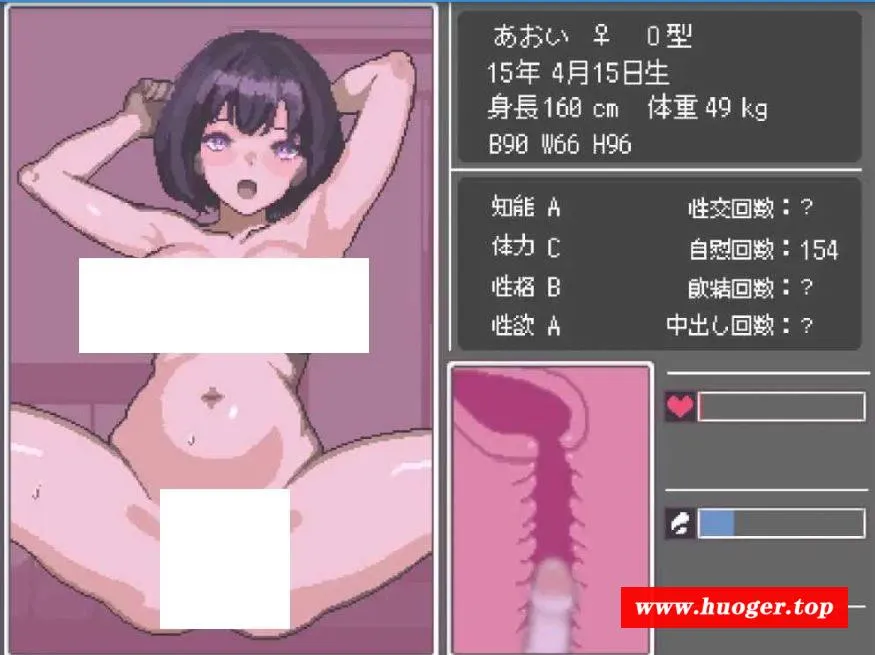 あおい ♀ O型
15年 4月15日生
身長160 cm 体重49 kg
B90 W66 H96
知能 A 性交回数：?
体力 C 自慰回数：154
性格 B 飲精回数：?
性欲 A 中出し回数：?
www.huoger.top